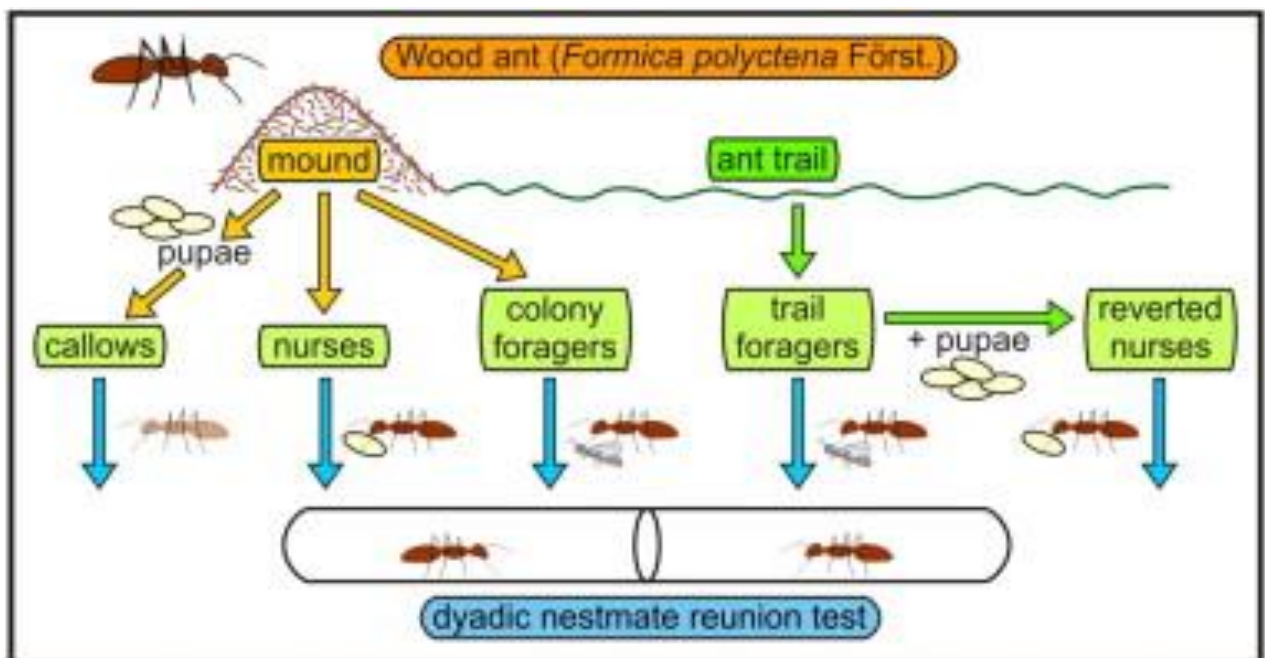 Wood ant (Formica polyctena Först.)
mound
ant trail
pupae
callows
nurses
colony
foragers
trail
foragers
+ pupae
reverted
nurses
dyadic nestmate reunion test